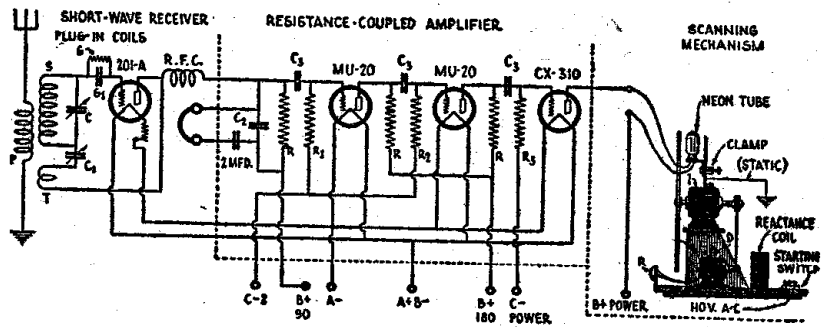 SHORT-WAVE RECEIVER
PLUG-IN COILS
RESISTANCE-COUPLED AMPLIFIER
SCANNING
MECHANISM
G
201-A
R.F.C.
S
G1
C
C1
P
T
C3
MU-20
C3
MU-20
C3
CX-310
C2
2 MFD.
R
R1
R
R2
R
R3
NEON TUBE
CLAMP
(STATIC)
D
REACTANCE
COIL
STARTING
SWITCH
R
110V. A-C
C-3
B+
90
A-
A+B-
B+
180
C-
POWER
B+ POWER